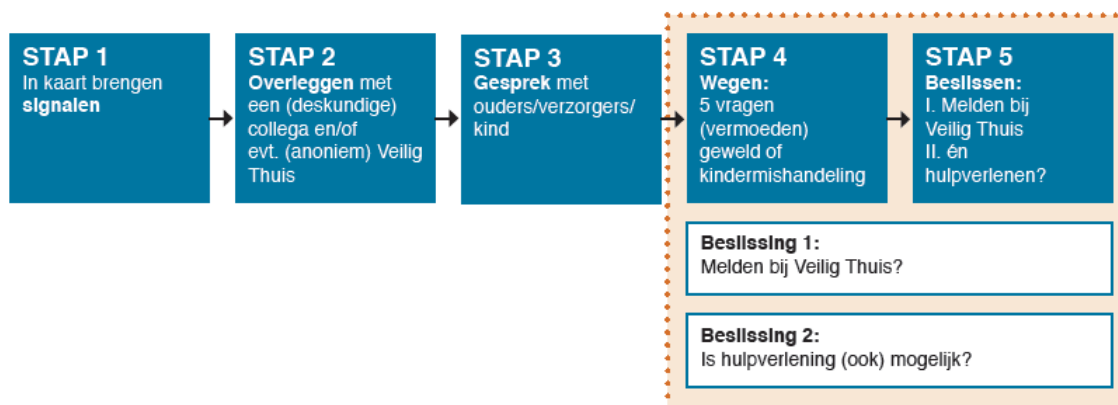 STAP 1
In kaart brengen
signalen
STAP 2
Overleggen met
een (deskundige)
collega en/of
evt. (anoniem) Veilig
Thuis
STAP 3
Gesprek met
ouders/verzorgers/
kind
STAP 4
Wegen:
5 vragen
(vermoeden)
geweld of
kindermishandeling
STAP 5
Beslissen:
I. Melden bij
Veilig Thuis
II. én
hulpverlenen?
Beslissing 1:
Melden bij Veilig Thuis?
Beslissing 2:
Is hulpverlening (ook) mogelijk?